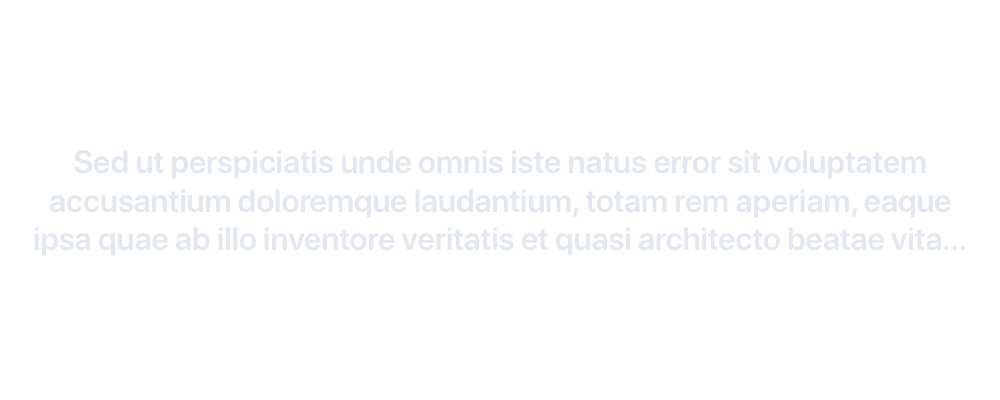 Sed ut perspiciatis unde omnis iste natus error sit voluptatem
accusantium doloremque laudantium, totam rem aperiam, eaque
ipsa quae ab illo inventore veritatis et quasi architecto beatae vita...